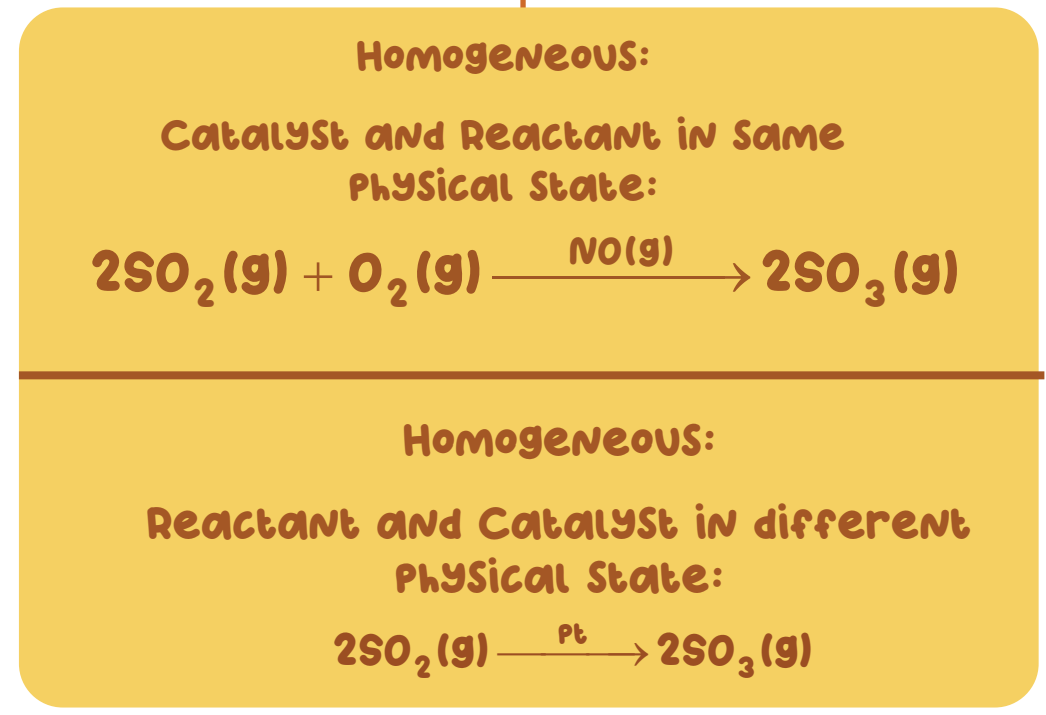 Homogeneous:
Catalyst and Reactant in Same
Physical State:
2SO₂(g) + O₂(g) —NO(g)→ 2SO₃(g)
Homogeneous:
Reactant and Catalyst in different
Physical State:
2SO₂(g) —Pt→ 2SO₃(g)